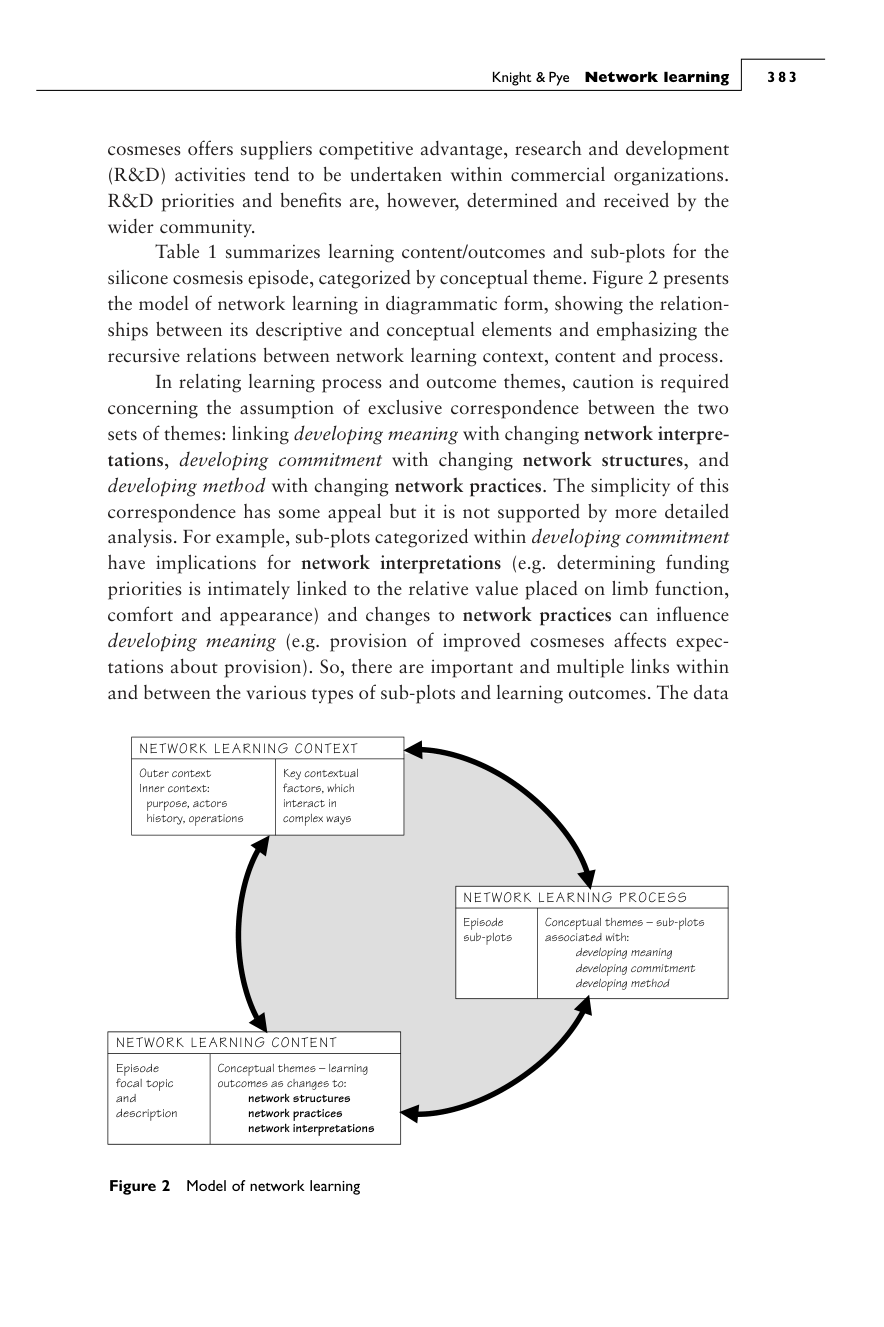 Knight & Pye Network learning 383
cosmeses offers suppliers competitive advantage, research and development
(R&D) activities tend to be undertaken within commercial organizations.
R&D priorities and benefits are, however, determined and received by the
wider community.
Table 1 summarizes learning content/outcomes and sub-plots for the
silicone cosmesis episode, categorized by conceptual theme. Figure 2 presents
the model of network learning in diagrammatic form, showing the relation-
ships between its descriptive and conceptual elements and emphasizing the
recursive relations between network learning context, content and process.
In relating learning process and outcome themes, caution is required
concerning the assumption of exclusive correspondence between the two
sets of themes: linking developing meaning with changing network interpre-
tations, developing commitment with changing network structures, and
developing method with changing network practices. The simplicity of this
correspondence has some appeal but it is not supported by more detailed
analysis. For example, sub-plots categorized within developing commitment
have implications for network interpretations (e.g. determining funding
priorities is intimately linked to the relative value placed on limb function,
comfort and appearance) and changes to network practices can influence
developing meaning (e.g. provision of improved cosmeses affects expec-
tations about provision). So, there are important and multiple links within
and between the various types of sub-plots and learning outcomes. The data
NETWORK LEARNING CONTEXT
Outer context
Inner context:
purpose, actors
history, operations
Key contextual
factors, which
interact in
complex ways
NETWORK LEARNING PROCESS
Episode
sub-plots
Conceptual themes – sub-plots
associated with:
developing meaning
developing commitment
developing method
NETWORK LEARNING CONTENT
Episode
focal topic
and
description
Conceptual themes – learning
outcomes as changes to:
network structures
network practices
network interpretations
Figure 2 Model of network learning